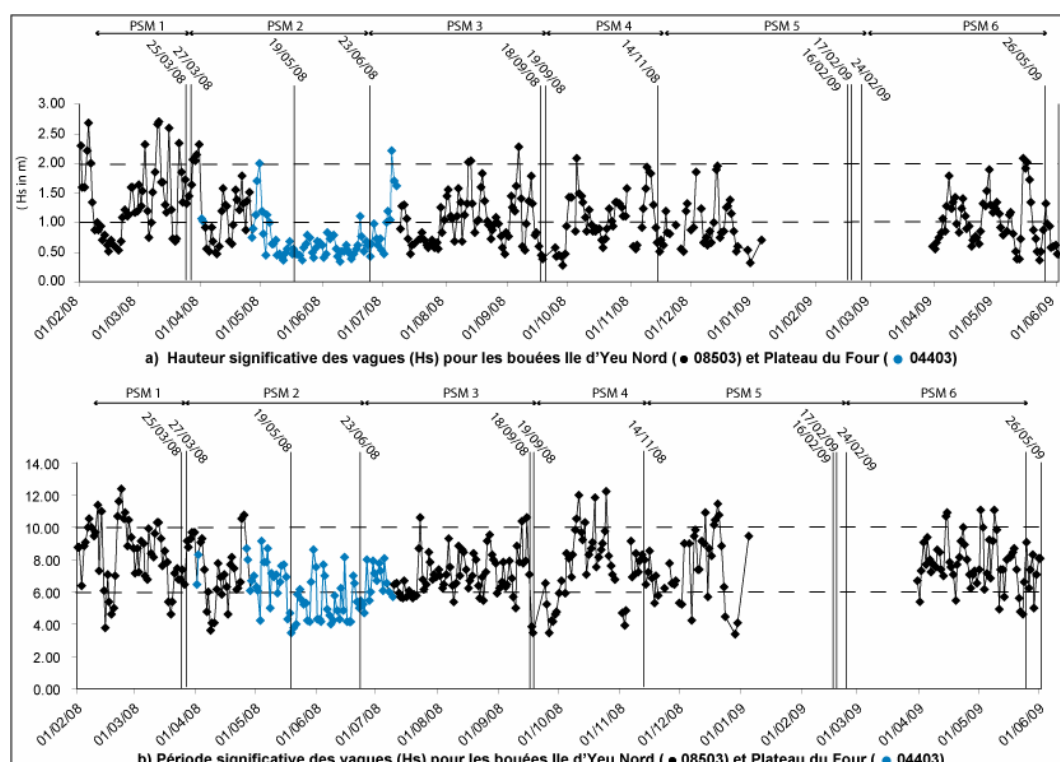 PSM 1 PSM 2 PSM 3 PSM 4 PSM 5 PSM 6
25/03/08 27/03/08 19/05/08 23/06/08 18/09/08 19/09/08 14/11/08 16/02/09 17/02/09 24/02/09 26/05/09
( Hs in m)
3.00
2.50
2.00
1.50
1.00
0.50
0.00
01/02/08 01/03/08 01/04/08 01/05/08 01/06/08 01/07/08 01/08/08 01/09/08 01/10/08 01/11/08 01/12/08 01/01/09 01/02/09 01/03/09 01/04/09 01/05/09 01/06/09
a) Hauteur significative des vagues (Hs) pour les bouées Ile d'Yeu Nord ( ● 08503) et Plateau du Four ( ● 04403)
PSM 1 PSM 2 PSM 3 PSM 4 PSM 5 PSM 6
25/03/08 27/03/08 19/05/08 23/06/08 18/09/08 19/09/08 14/11/08 16/02/09 17/02/09 24/02/09 26/05/09
14.00
12.00
10.00
8.00
6.00
4.00
2.00
0.00
01/02/08 01/03/08 01/04/08 01/05/08 01/06/08 01/07/08 01/08/08 01/09/08 01/10/08 01/11/08 01/12/08 01/01/09 01/02/09 01/03/09 01/04/09 01/05/09 01/06/09
b) Période significative des vagues (Hs) pour les bouées Ile d'Yeu Nord ( ● 08503) et Plateau du Four ( ● 04403)